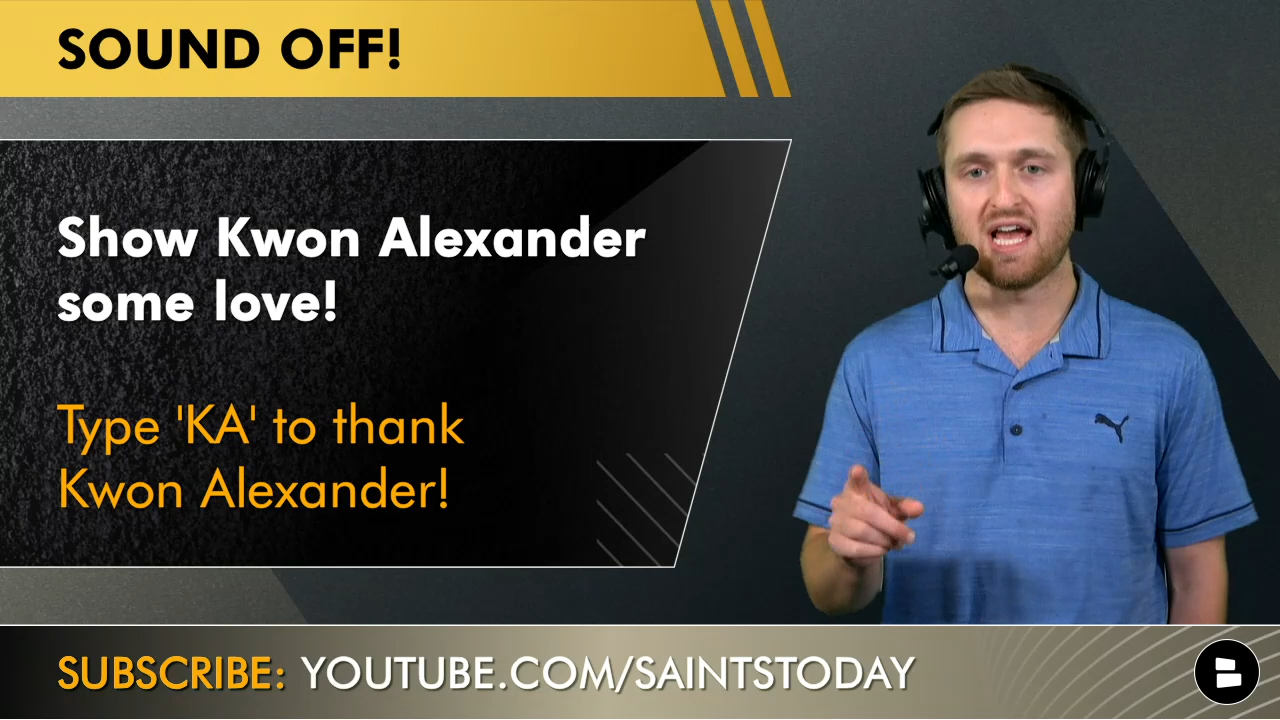 SOUND OFF!
Show Kwon Alexander
some love!
Type 'KA' to thank
Kwon Alexander!
SUBSCRIBE: YOUTUBE.COM/SAINTSTODAY